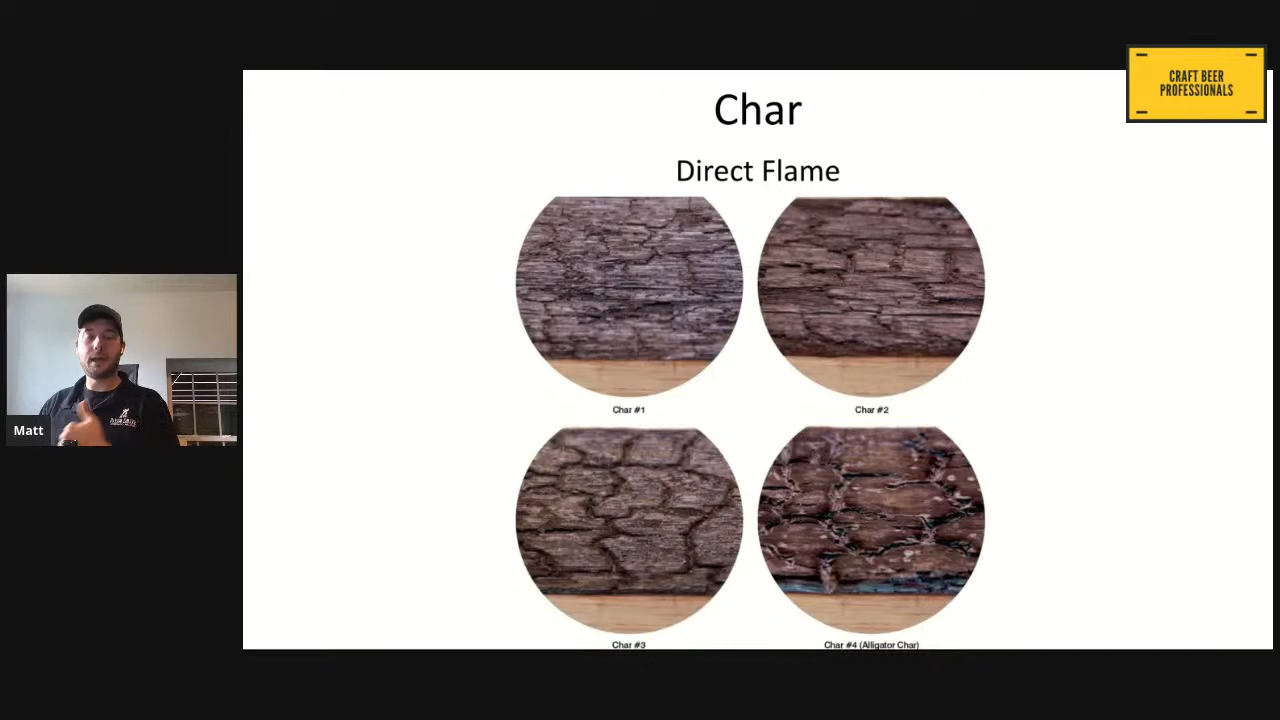 CRAFT BEER
PROFESSIONALS
Char
Direct Flame
Char #1
Char #2
Matt
Char #3
Char #4 (Alligator Char)